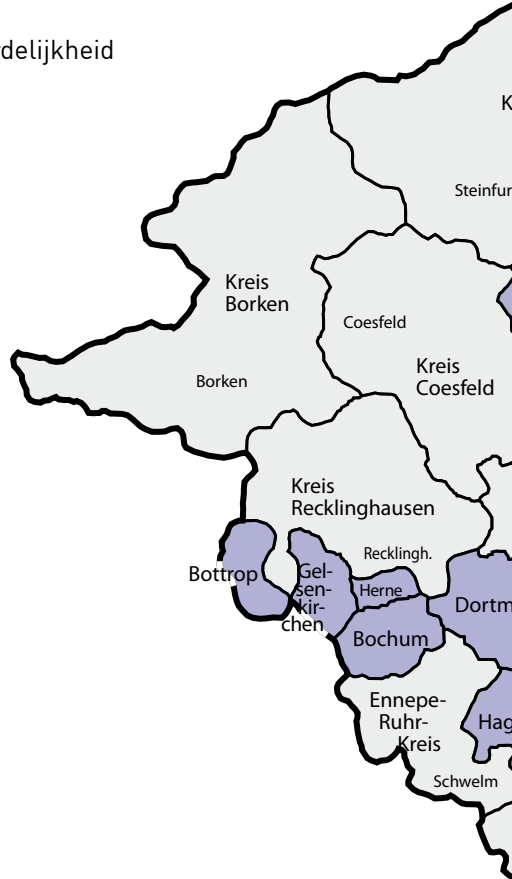 delijkheid
K
Steinfur
Kreis
Borken
Coesfeld
Kreis
Coesfeld
Borken
Kreis
Recklinghausen
Recklingh.
Bottrop
Gel-
sen-
kir-
chen
Herne
Dortm
Bochum
Ennepe-
Ruhr-
Kreis
Hag
Schwelm